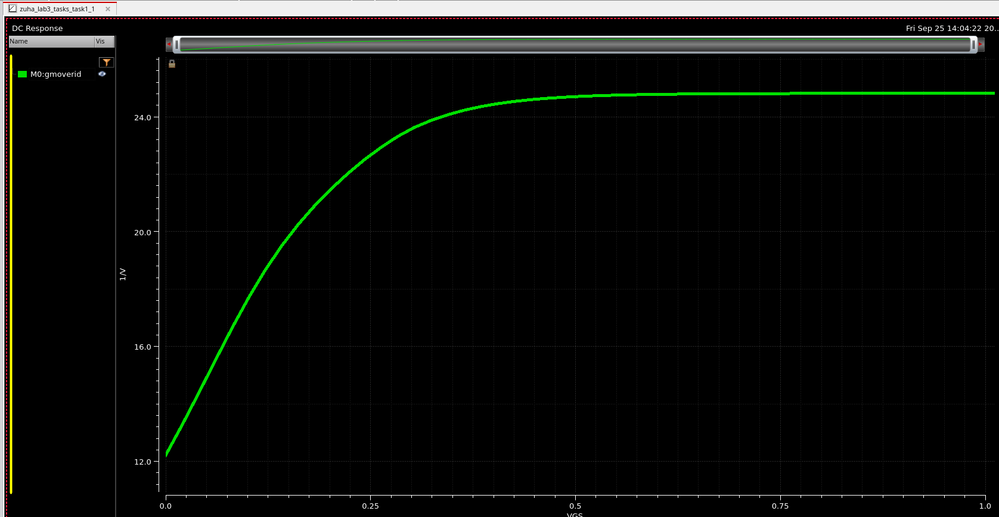 zuha_lab3_tasks_task1_1
DC Response
Fri Sep 25 14:04:22 20..
Name
Vis
M0:gmoverid
24.0
20.0
1/V
16.0
12.0
0.0
0.25
0.5
0.75
1.0
VGS